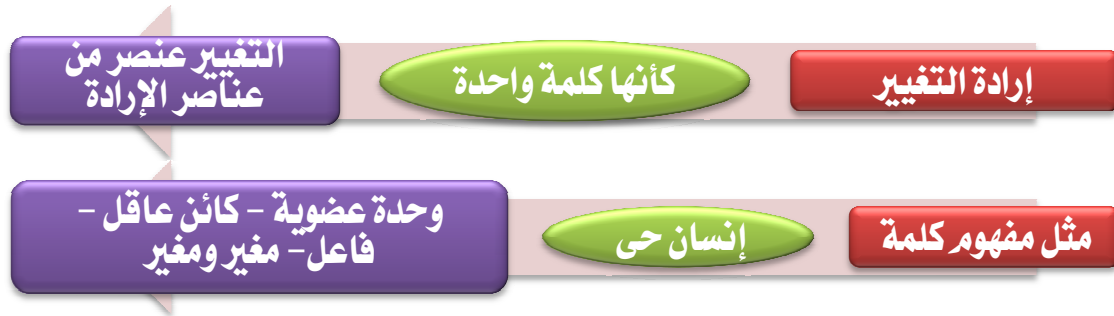 إرادة التغيير
كأنها كلمة واحدة
التغيير عنصر من
عناصر الإرادة
مثل مفهوم كلمة
إنسان حى
وحدة عضوية – كائن عاقل –
فاعل – مغير ومغير